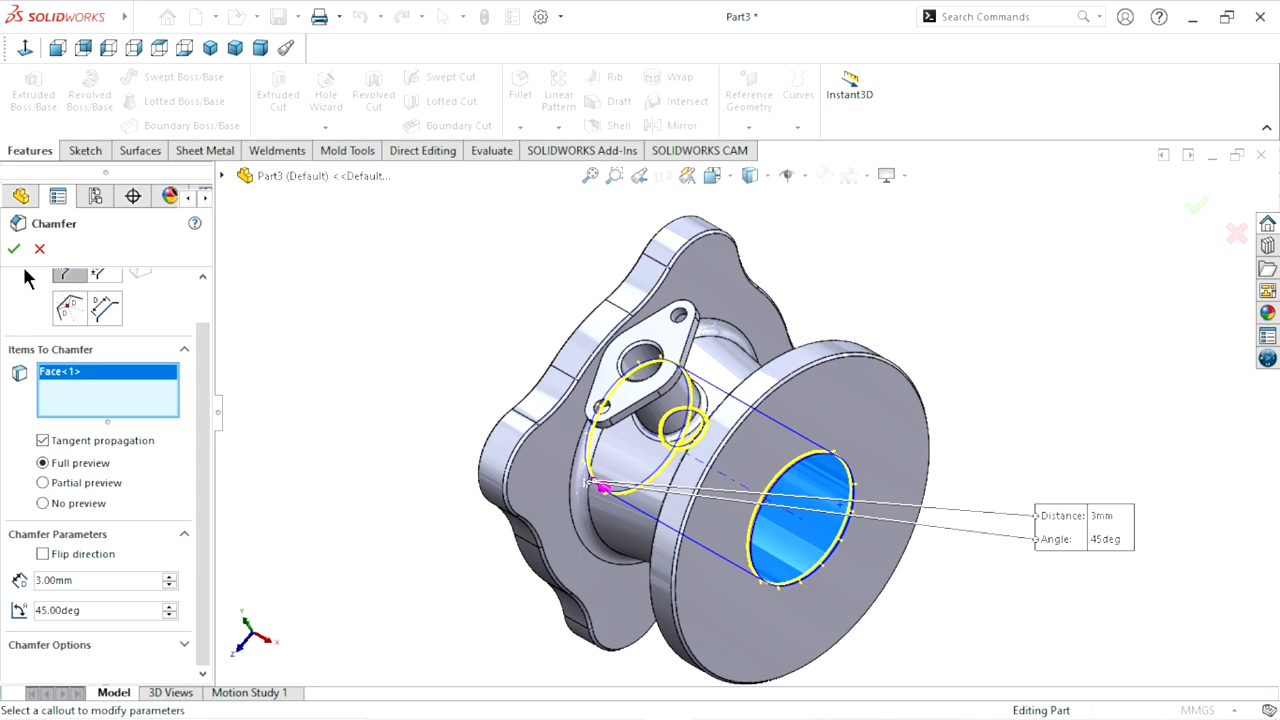 SOLIDWORKS
Part3 *
Search Commands
Extruded Boss/Base
Revolved Boss/Base
Swept Boss/Base
Lofted Boss/Base
Boundary Boss/Base
Extruded Cut
Hole Wizard
Revolved Cut
Swept Cut
Lofted Cut
Boundary Cut
Fillet
Linear Pattern
Rib
Draft
Shell
Wrap
Intersect
Mirror
Reference Geometry
Curves
Instant3D
Features
Sketch
Surfaces
Sheet Metal
Weldments
Mold Tools
Direct Editing
Evaluate
SOLIDWORKS Add-Ins
SOLIDWORKS CAM
Part3 (Default) <<Default...
Chamfer
Items To Chamfer
Face<1>
Tangent propagation
Full preview
Partial preview
No preview
Chamfer Parameters
Flip direction
3.00mm
45.00deg
Chamfer Options
Distance: 3mm
Angle: 45deg
Y
X
Z
Model
3D Views
Motion Study 1
Select a callout to modify parameters
Editing Part
MMGS